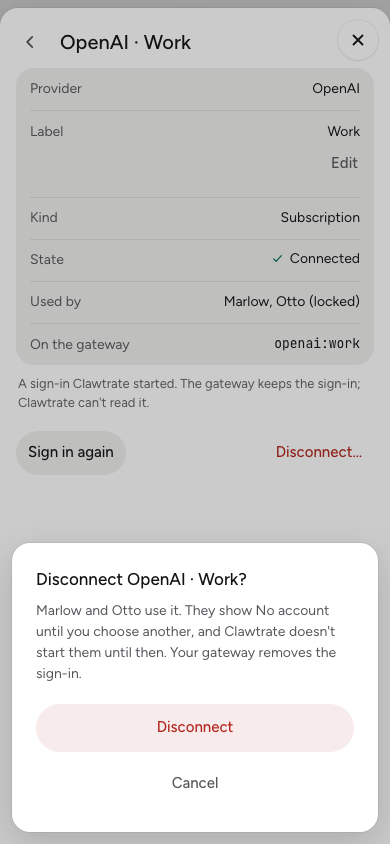 OpenAI · Work
Provider
OpenAI
Label
Work
Edit
Kind
Subscription
State
Connected
Used by
Marlow, Otto (locked)
On the gateway
openai:work
A sign-in Clawtrate started. The gateway keeps the sign-in;
Clawtrate can't read it.
Sign in again
Disconnect...
Disconnect OpenAI · Work?
Marlow and Otto use it. They show No account
until you choose another, and Clawtrate doesn't
start them until then. Your gateway removes the
sign-in.
Disconnect
Cancel